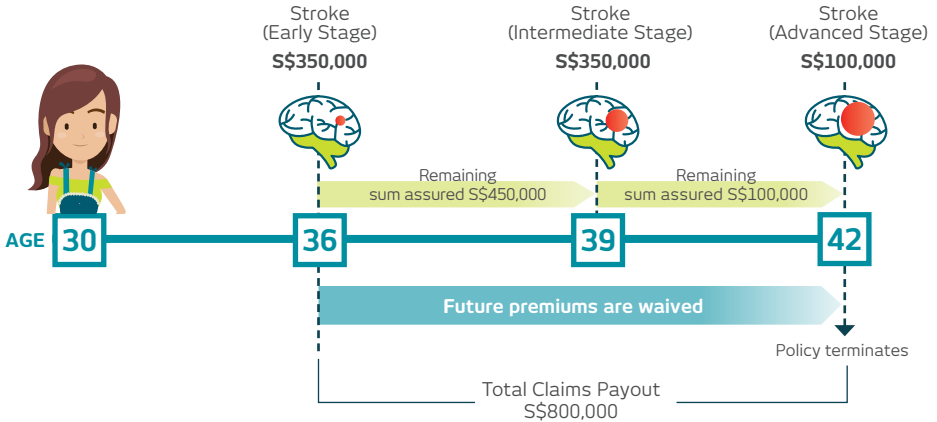 Stroke
(Early Stage)
S$350,000
Stroke
(Intermediate Stage)
S$350,000
Stroke
(Advanced Stage)
S$100,000
Remaining
sum assured S$450,000
Remaining
sum assured S$100,000
AGE 30 36 39 42
Future premiums are waived
Policy terminates
Total Claims Payout
S$800,000